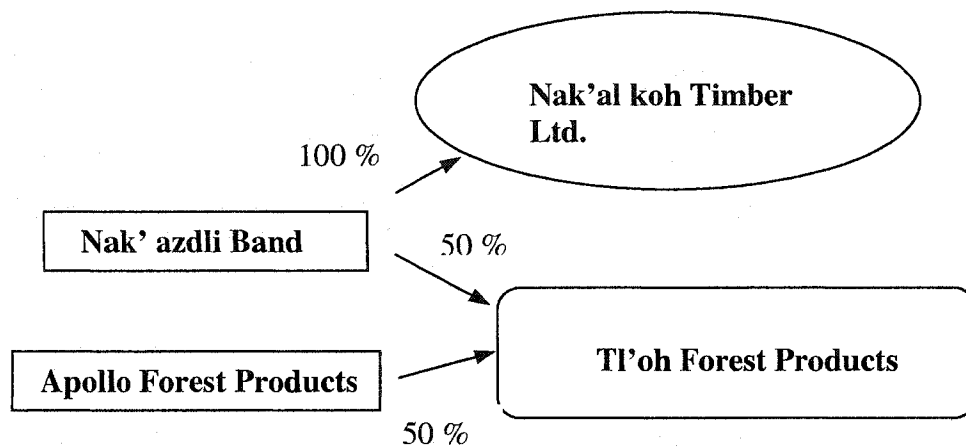 Nak'al koh Timber
Ltd.
100 %
Nak' azdli Band
50 %
Tl'oh Forest Products
Apollo Forest Products
50 %